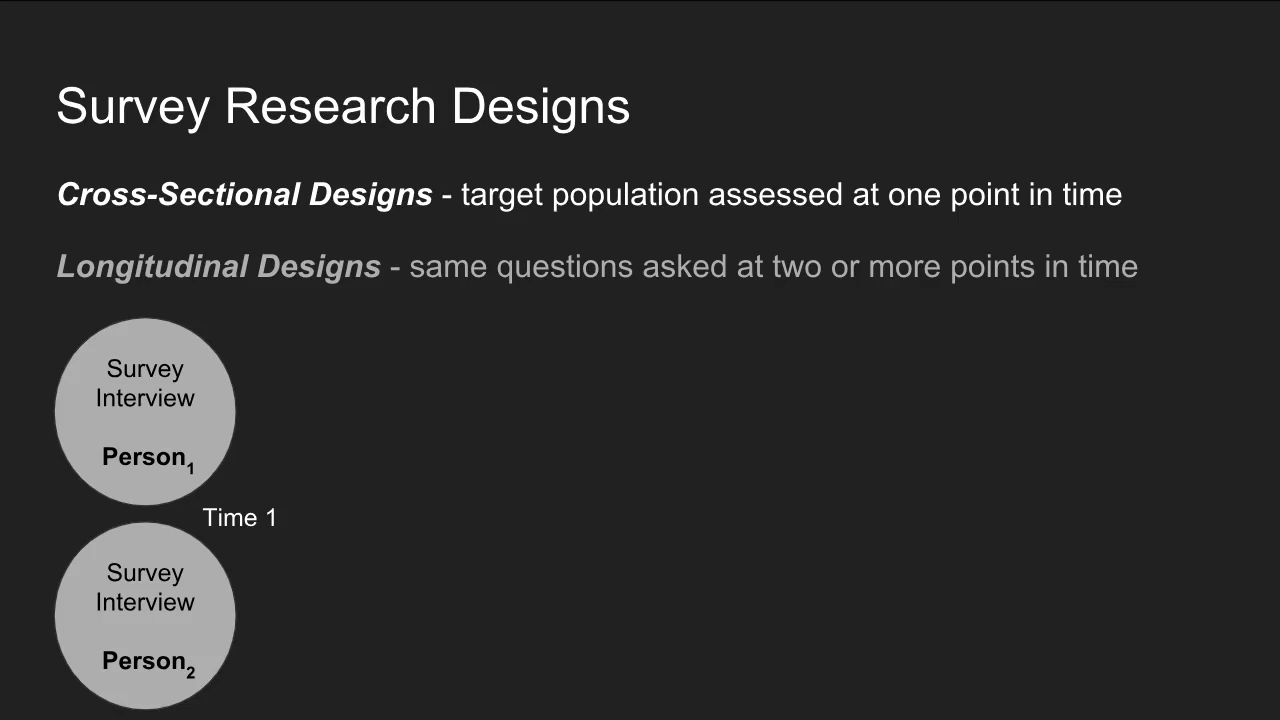 Survey Research Designs
Cross-Sectional Designs - target population assessed at one point in time
Longitudinal Designs - same questions asked at two or more points in time
Survey
Interview
Person₁
Time 1
Survey
Interview
Person₂